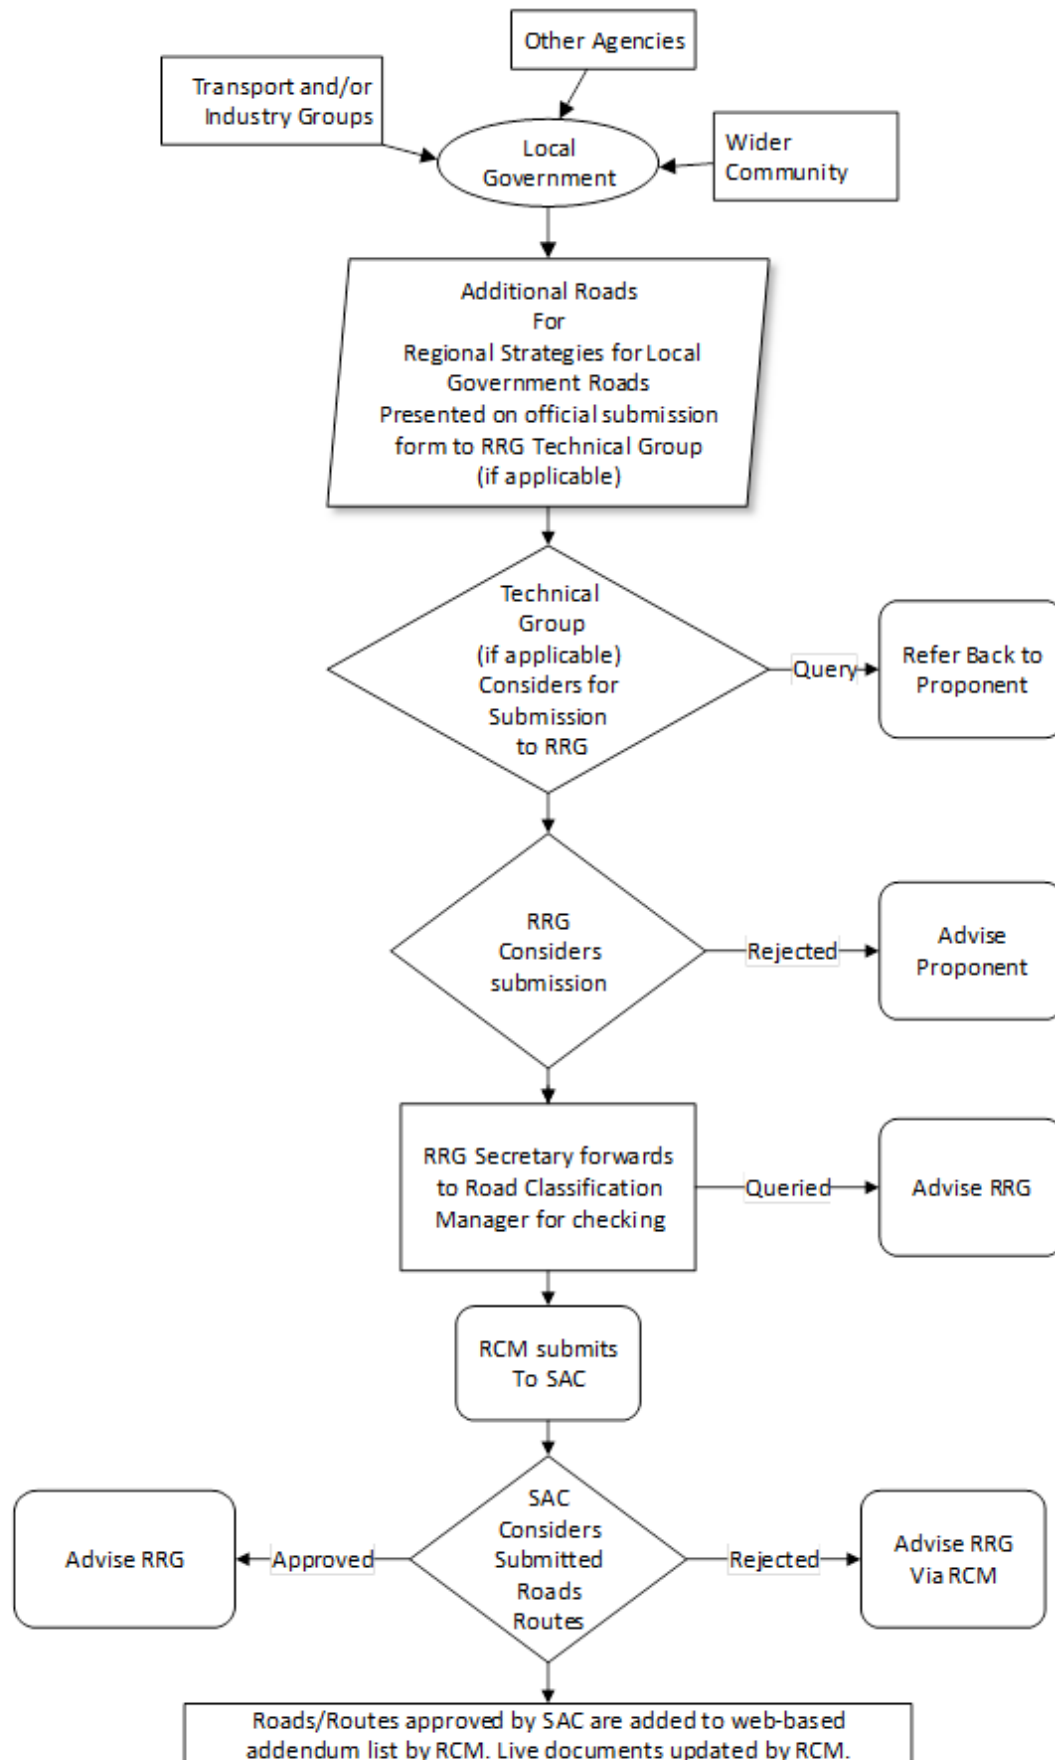 Other Agencies
Transport and/or
Industry Groups
Local
Government
Wider
Community
Additional Roads
For
Regional Strategies for Local
Government Roads
Presented on official submission
form to RRG Technical Group
(if applicable)
Technical
Group
(if applicable)
Considers for
Submission
to RRG
Query
Refer Back to
Proponent
RRG
Considers
submission
Rejected
Advise
Proponent
RRG Secretary forwards
to Road Classification
Manager for checking
Queried
Advise RRG
RCM submits
To SAC
SAC
Considers
Submitted
Roads
Routes
Approved
Advise RRG
Rejected
Advise RRG
Via RCM
Roads/Routes approved by SAC are added to web-based
addendum list by RCM. Live documents updated by RCM.